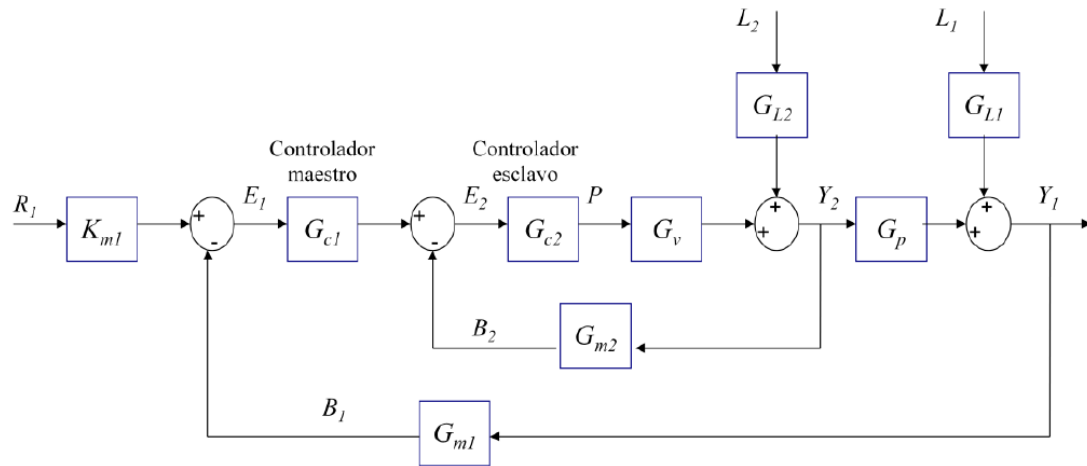 L2
L1
GL2
GL1
Controlador
maestro
Controlador
esclavo
R1
Km1
+
-
E1
Gc1
+
-
E2
Gc2
P
Gv
+
+
Y2
Gp
+
+
Y1
B2
Gm2
B1
Gm1